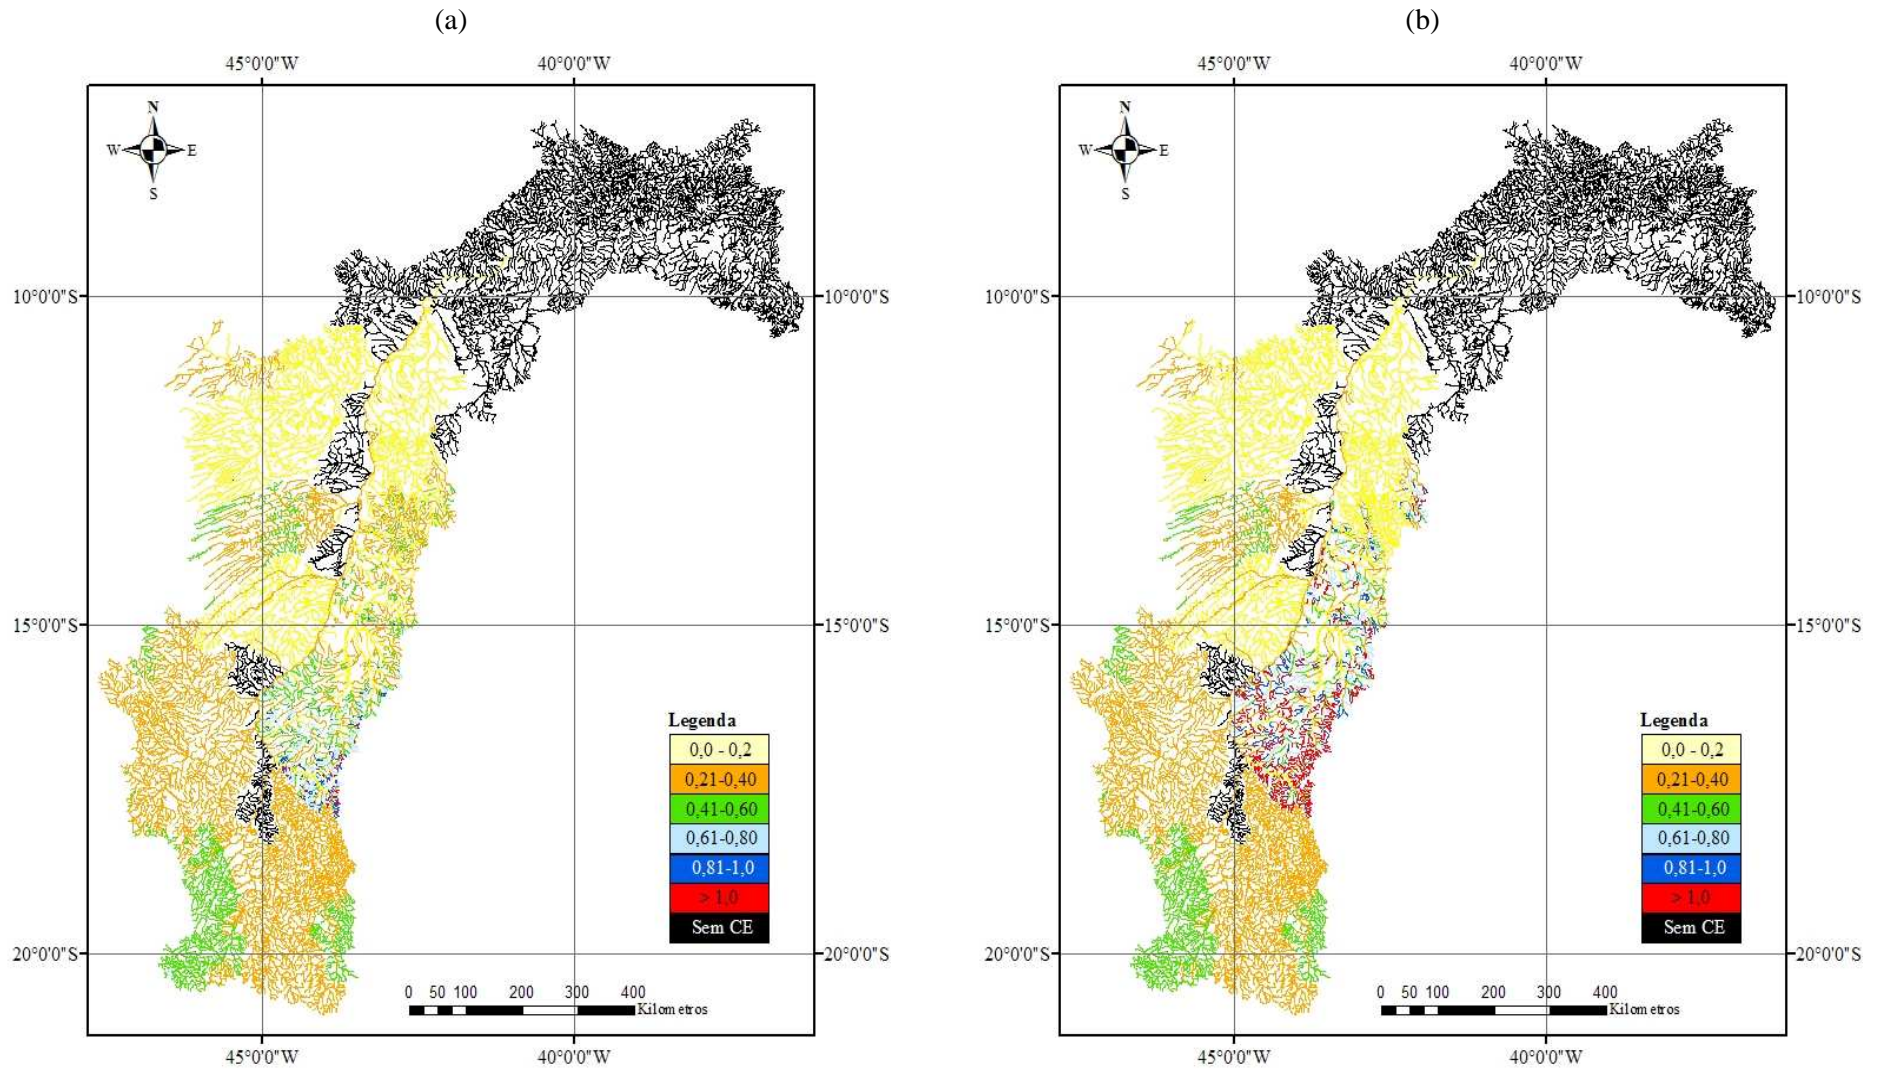 (a)
45°0'0"W 40°0'0"W
N
W E
S
10°0'0"S 10°0'0"S
15°0'0"S 15°0'0"S
20°0'0"S 20°0'0"S
Legenda
0,0 - 0,2
0,21-0,40
0,41-0,60
0,61-0,80
0,81-1,0
> 1,0
Sem CE
0 50 100 200 300 400
Kilometros
45°0'0"W 40°0'0"W
(b)
45°0'0"W 40°0'0"W
N
W E
S
10°0'0"S 10°0'0"S
15°0'0"S 15°0'0"S
20°0'0"S 20°0'0"S
Legenda
0,0 - 0,2
0,21-0,40
0,41-0,60
0,61-0,80
0,81-1,0
> 1,0
Sem CE
0 50 100 200 300 400
Kilometros
45°0'0"W 40°0'0"W